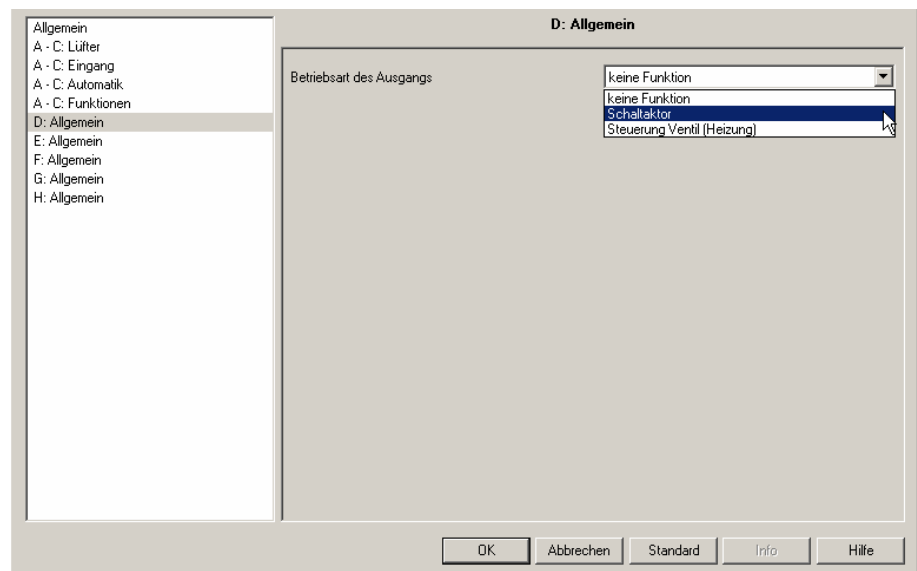 Allgemein
A - C: Lüfter
A - C: Eingang
A - C: Automatik
A - C: Funktionen
D: Allgemein
E: Allgemein
F: Allgemein
G: Allgemein
H: Allgemein
D: Allgemein
Betriebsart des Ausgangs
keine Funktion
keine Funktion
Schaltaktor
Steuerung Ventil (Heizung)
OK
Abbrechen
Standard
Info
Hilfe